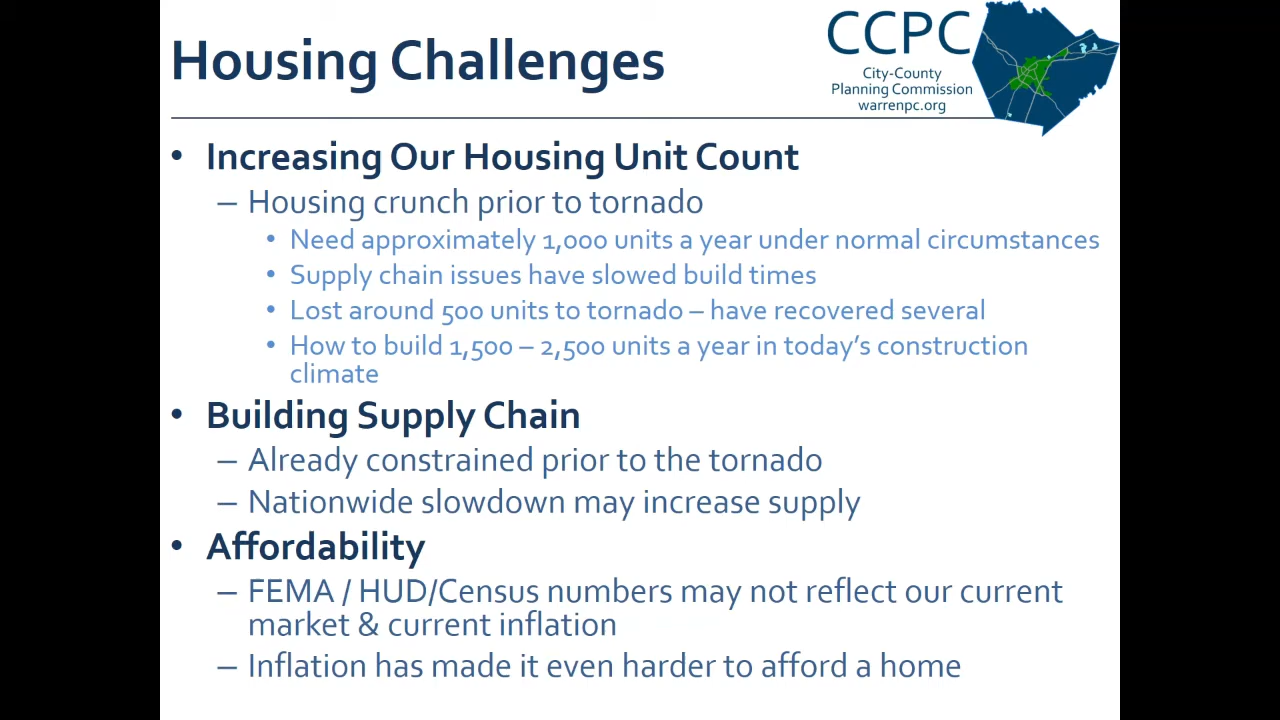 Housing Challenges
CCPC
City-County
Planning Commission
warrenpc.org
• Increasing Our Housing Unit Count
– Housing crunch prior to tornado
• Need approximately 1,000 units a year under normal circumstances
• Supply chain issues have slowed build times
• Lost around 500 units to tornado – have recovered several
• How to build 1,500 – 2,500 units a year in today's construction
climate
• Building Supply Chain
– Already constrained prior to the tornado
– Nationwide slowdown may increase supply
• Affordability
– FEMA / HUD/Census numbers may not reflect our current
market & current inflation
– Inflation has made it even harder to afford a home